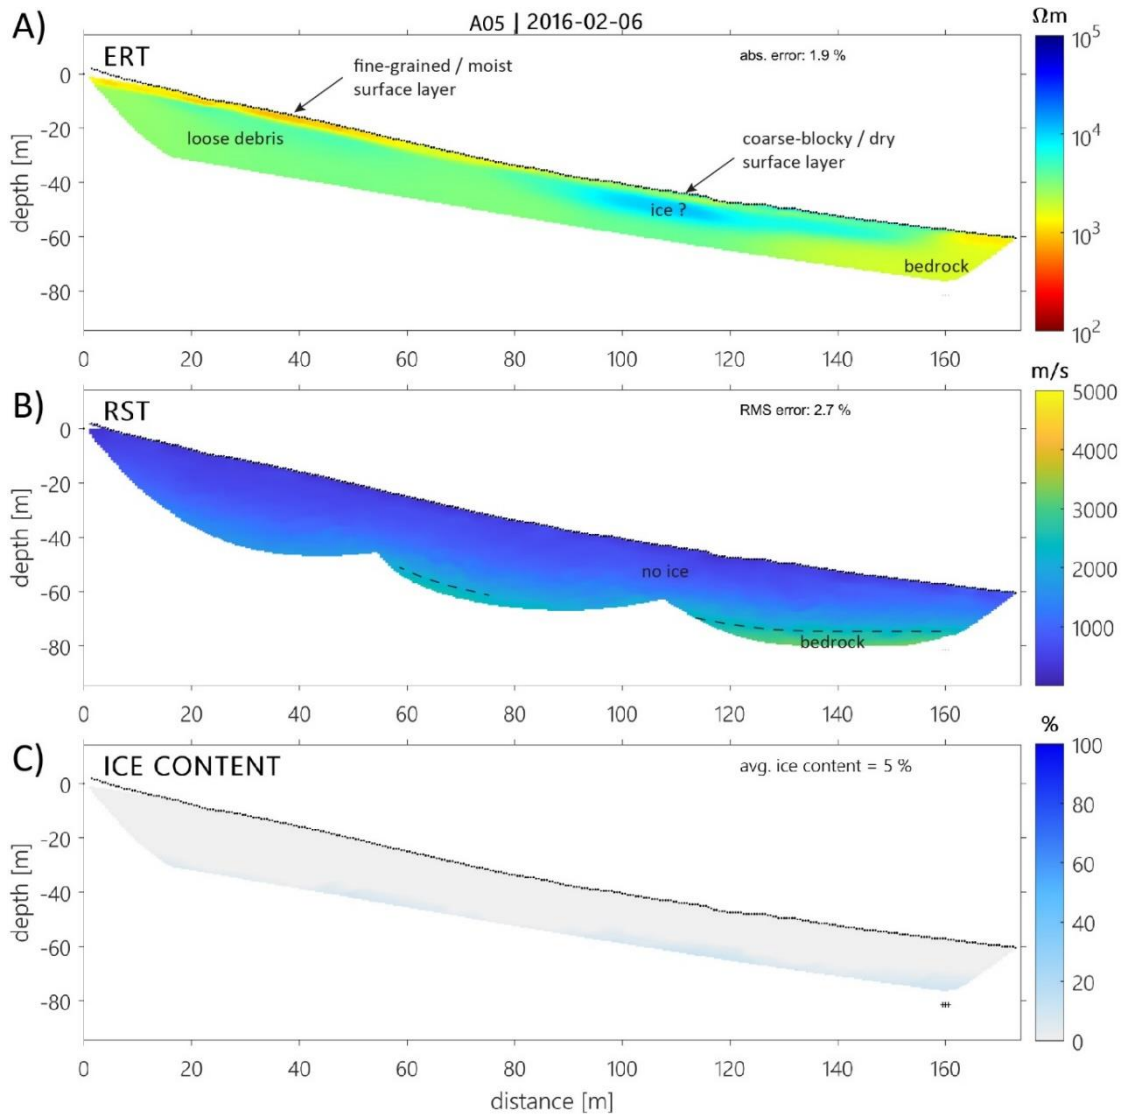 A)
A05 | 2016-02-06
Ωm
ERT
abs. error: 1.9 %
fine-grained / moist
surface layer
loose debris
coarse-blocky / dry
surface layer
ice ?
bedrock
depth [m]
0
-20
-40
-60
-80
0 20 40 60 80 100 120 140 160
10^5
10^4
10^3
10^2
B)
RST
RMS error: 2.7 %
m/s
no ice
bedrock
depth [m]
0
-20
-40
-60
-80
0 20 40 60 80 100 120 140 160
5000
4000
3000
2000
1000
C)
ICE CONTENT
avg. ice content = 5 %
%
depth [m]
0
-20
-40
-60
-80
0 20 40 60 80 100 120 140 160
distance [m]
100
80
60
40
20
0